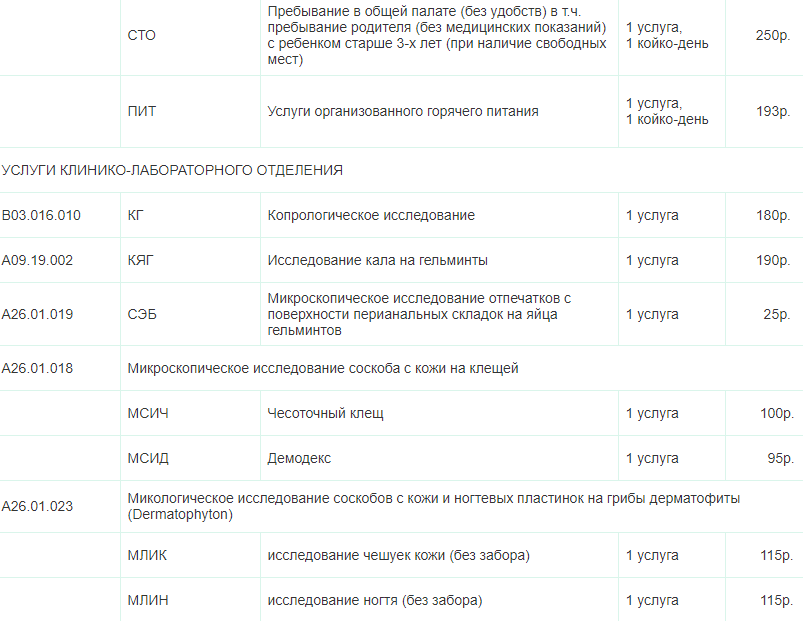 Пребывание в общей палате (без удобств) в т.ч.
пребывание родителя (без медицинских показаний)
СТО с ребенком старше 3-х лет (при наличие свободных 1 услуга, 1 койко-день 250р.
мест)
ПИТ Услуги организованного горячего питания 1 услуга, 1 койко-день 193р.
УСЛУГИ КЛИНИКО-ЛАБОРАТОРНОГО ОТДЕЛЕНИЯ
B03.016.010 КГ Копрологическое исследование 1 услуга 180р.
A09.19.002 КЯГ Исследование кала на гельминты 1 услуга 190р.
Микроскопическое исследование отпечатков с
A26.01.019 СЭБ поверхности перианальных складок на яйца 1 услуга 25р.
гельминтов
A26.01.018 Микроскопическое исследование соскоба с кожи на клещей
МСИЧ Чесоточный клещ 1 услуга 100р.
МСИД Демодекс 1 услуга 95р.
A26.01.023 Микологическое исследование соскобов с кожи и ногтевых пластинок на грибы дерматофиты
(Dermatophyton)
МЛИК исследование чешуек кожи (без забора) 1 услуга 115р.
МЛИН исследование ногтя (без забора) 1 услуга 115р.